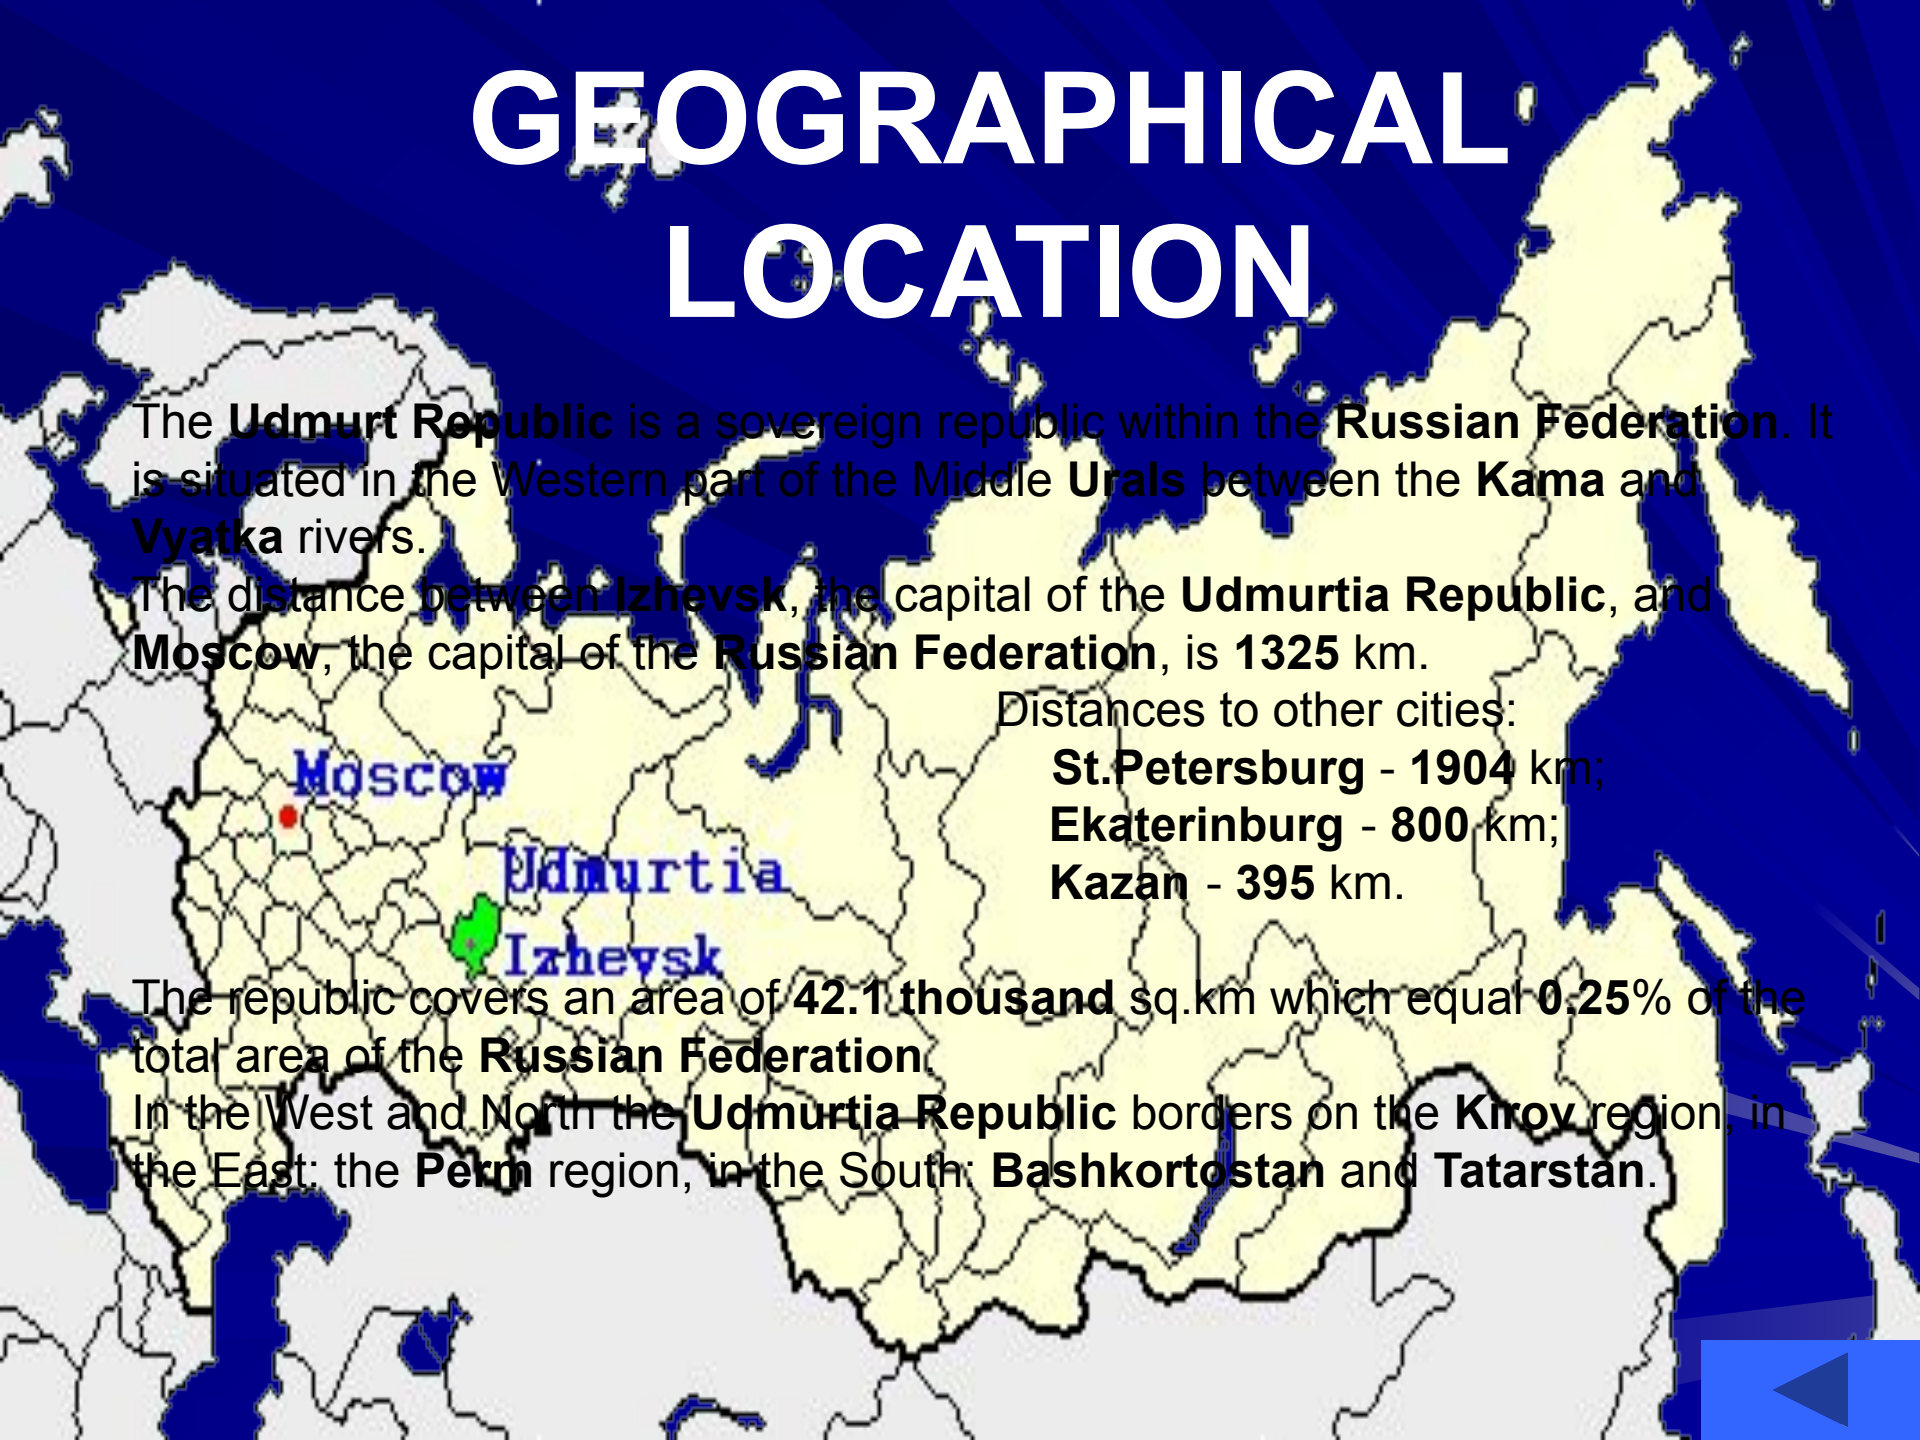 GEOGRAPHICAL
LOCATION
The Udmurt Republic is a sovereign republic within the Russian Federation. It
is situated in the Western part of the Middle Urals between the Kama and
Vyatka rivers.
The distance between Izhevsk, the capital of the Udmurtia Republic, and
Moscow, the capital of the Russian Federation, is 1325 km.
Distances to other cities:
St.Petersburg - 1904 km;
Ekaterinburg - 800 km;
Kazan - 395 km.
Moscow
Udmurtia
Izhevsk
The republic covers an area of 42.1 thousand sq.km which equal 0.25% of the
total area of the Russian Federation.
In the West and North the Udmurtia Republic borders on the Kirov region, in
the East: the Perm region, in the South: Bashkortostan and Tatarstan.